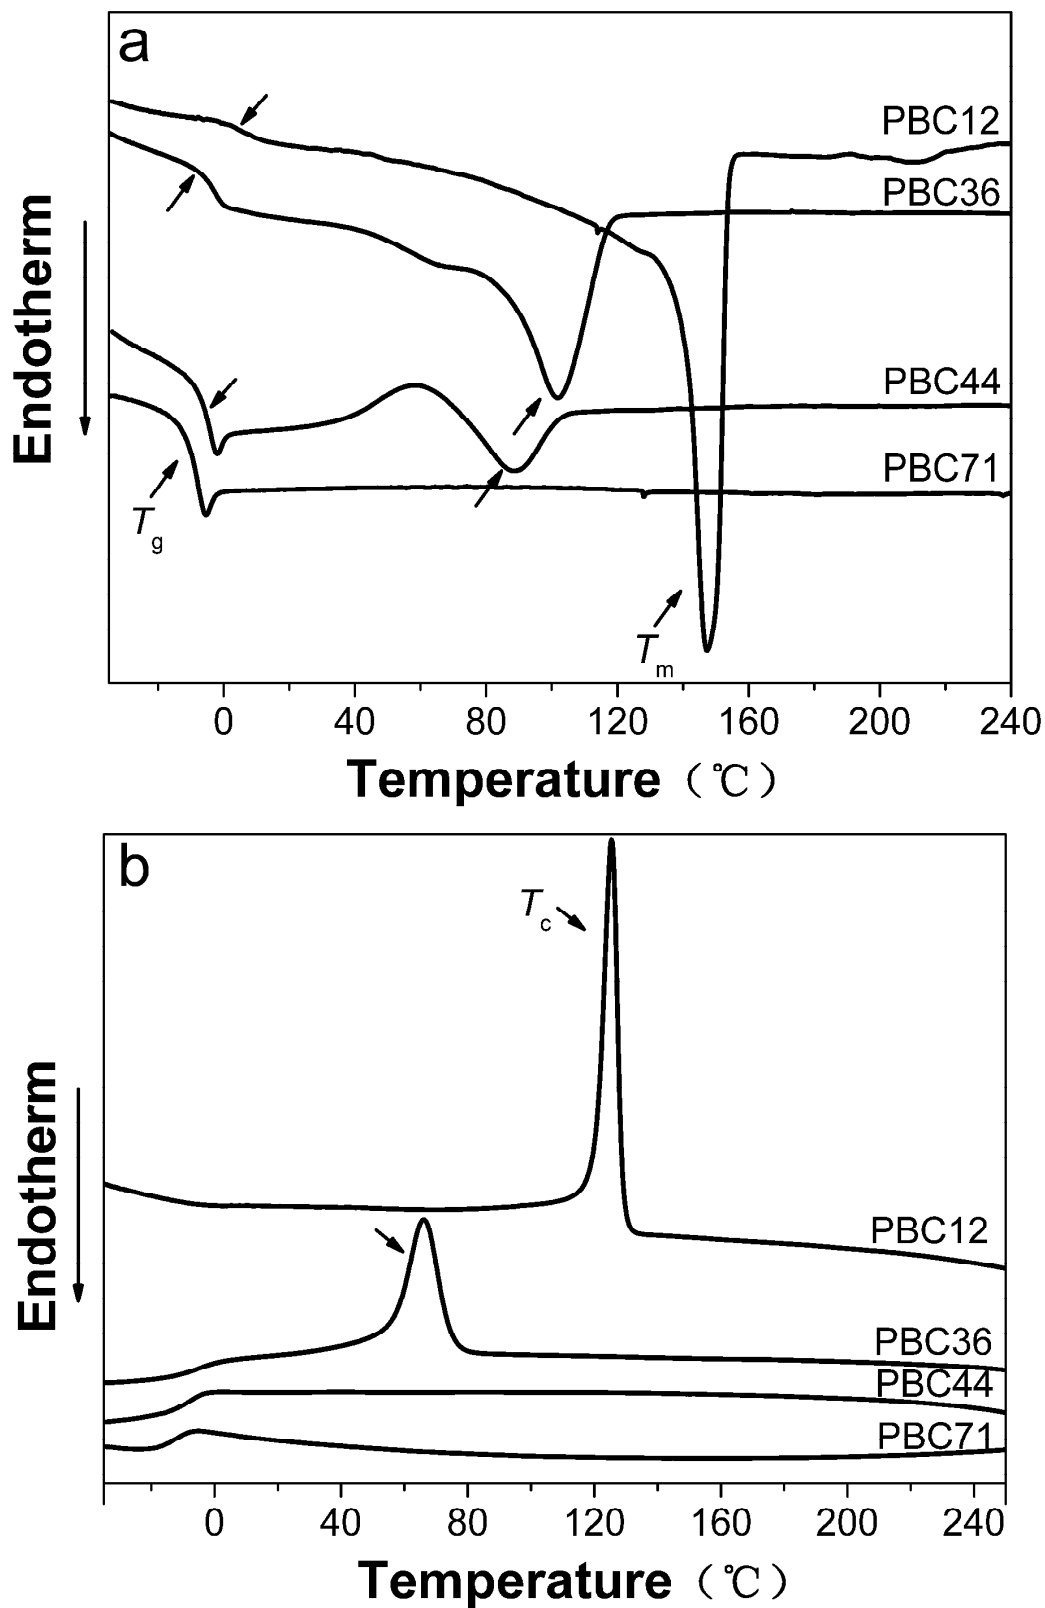 a
PBC12
PBC36
PBC44
PBC71
Endotherm
Tg
Tm
0 40 80 120 160 200 240
Temperature（℃）
b
Tc
PBC12
PBC36
PBC44
PBC71
Endotherm
0 40 80 120 160 200 240
Temperature（℃）